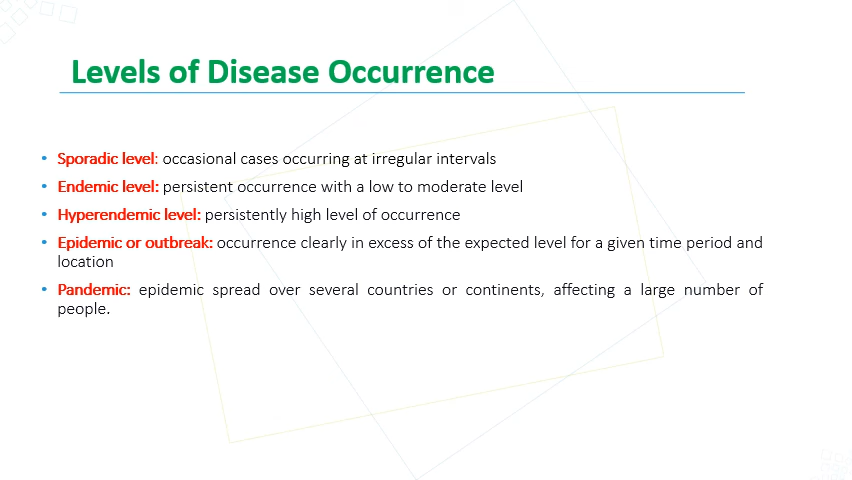 Levels of Disease Occurrence
• Sporadic level: occasional cases occurring at irregular intervals
• Endemic level: persistent occurrence with a low to moderate level
• Hyperendemic level: persistently high level of occurrence
• Epidemic or outbreak: occurrence clearly in excess of the expected level for a given time period and
location
• Pandemic: epidemic spread over several countries or continents, affecting a large number of
people.